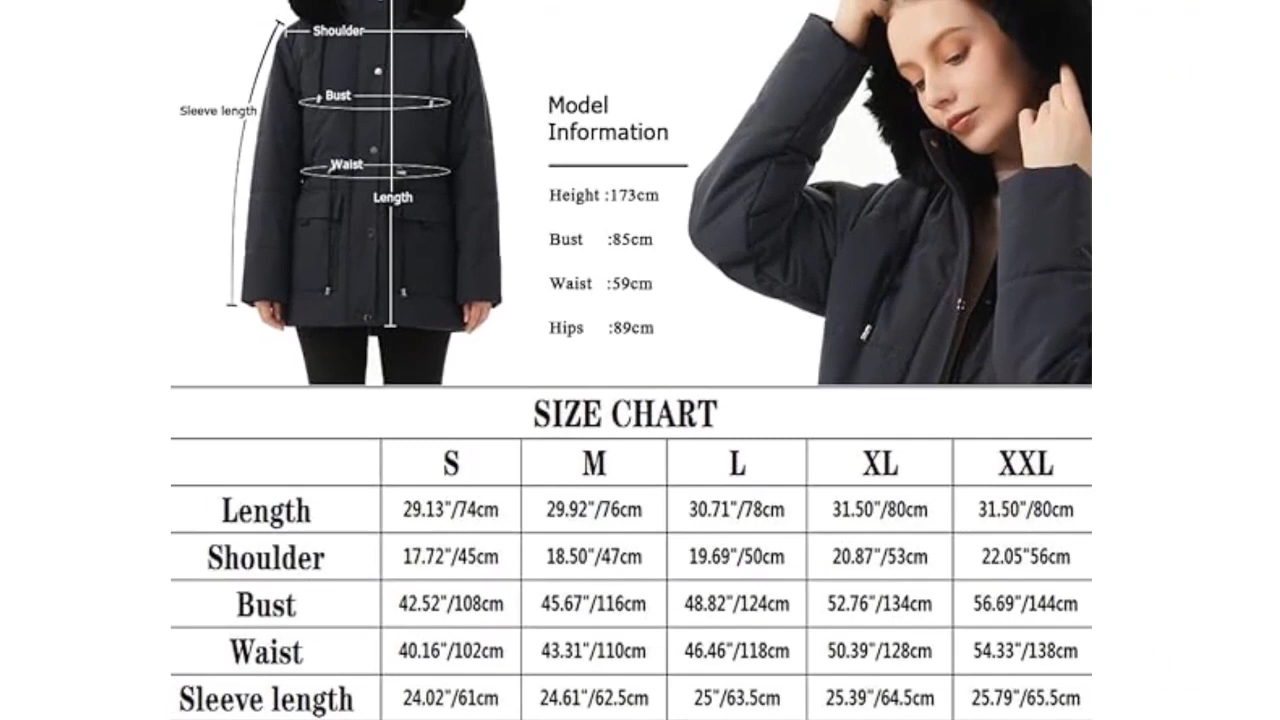 Shoulder
Bust
Sleeve length
Waist
Length
Model
Information
Height :173cm
Bust :85cm
Waist :59cm
Hips :89cm
SIZE CHART
S M L XL XXL
Length 29.13"/74cm 29.92"/76cm 30.71"/78cm 31.50"/80cm 31.50"/80cm
Shoulder 17.72"/45cm 18.50"/47cm 19.69"/50cm 20.87"/53cm 22.05"56cm
Bust 42.52"/108cm 45.67"/116cm 48.82"/124cm 52.76"/134cm 56.69"/144cm
Waist 40.16"/102cm 43.31"/110cm 46.46"/118cm 50.39"/128cm 54.33"/138cm
Sleeve length 24.02"/61cm 24.61"/62.5cm 25"/63.5cm 25.39"/64.5cm 25.79"/65.5cm